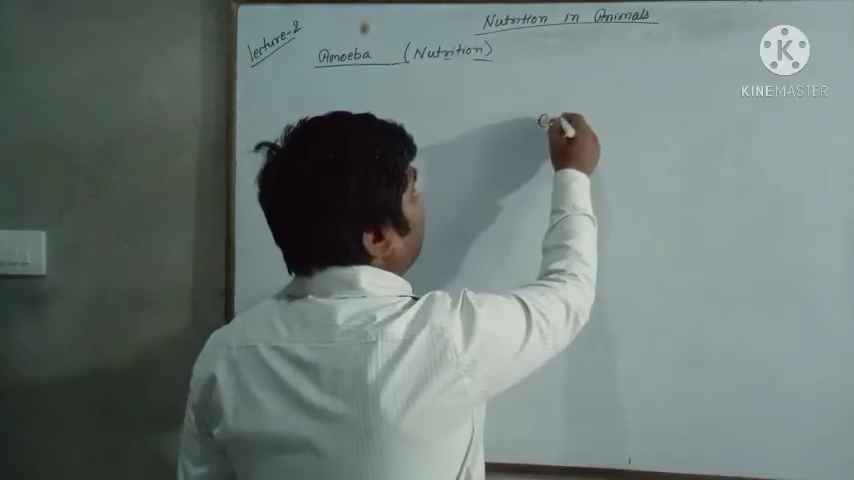 Nutrition in Animals
Lecture-2
Amoeba (Nutrition)
KINEMASTER